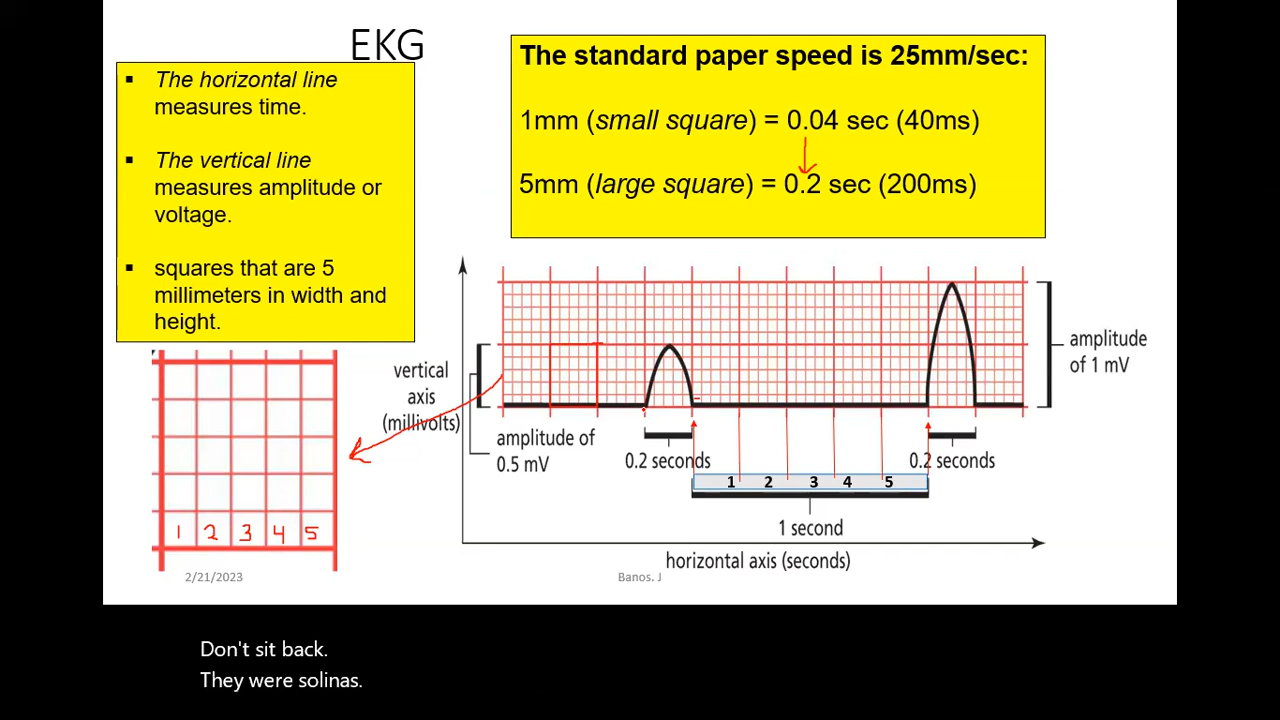 EKG
The horizontal line
measures time.
The vertical line
measures amplitude or
voltage.
squares that are 5
millimeters in width and
height.
The standard paper speed is 25mm/sec:
1mm (small square) = 0.04 sec (40ms)
5mm (large square) = 0.2 sec (200ms)
vertical
axis
(millivolts)
amplitude of
0.5 mV
0.2 seconds
0.2 seconds
amplitude
of 1 mV
1 2 3 4 5
1 second
horizontal axis (seconds)
1 2 3 4 5
2/21/2023
Banos. J
Don't sit back.
They were solinas.